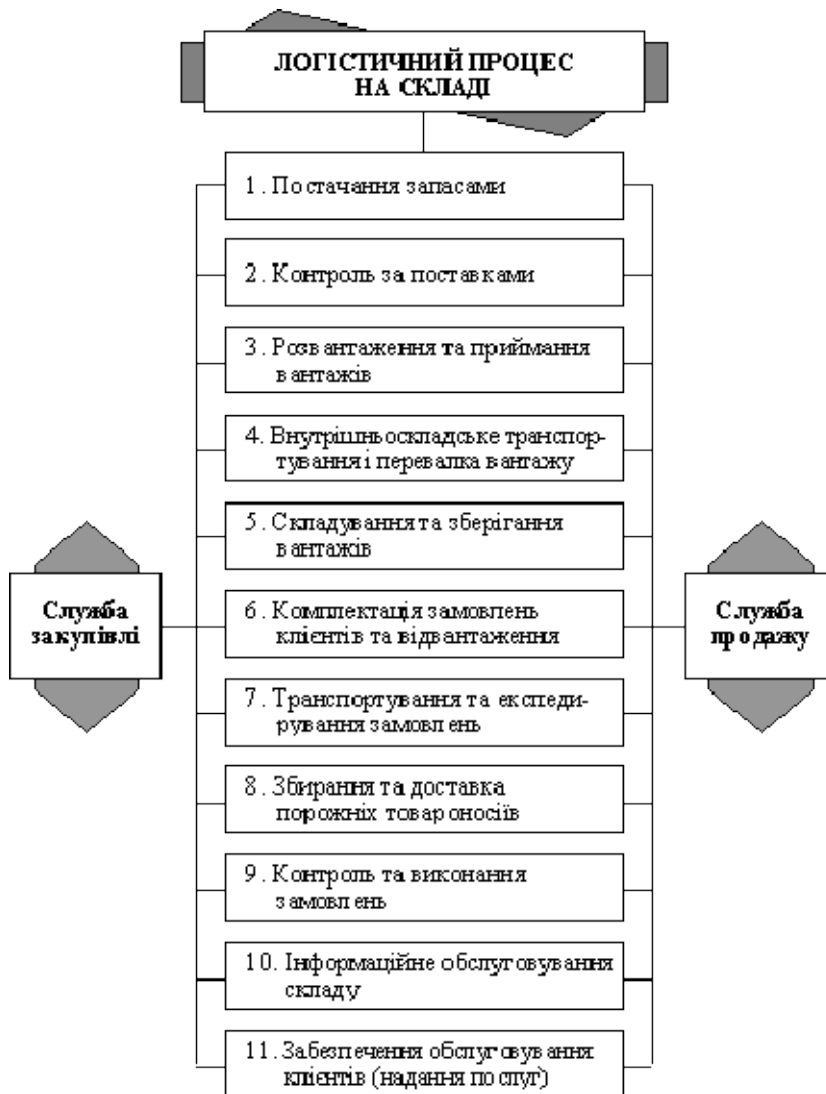 ЛОГІСТИЧНИЙ ПРОЦЕС
НА СКЛАДІ
1. Постачання запасами
2. Контроль за поставками
3. Розвантаження та приймання
вантажів
4. Внутрішньоскладське транспор-
тування і перевалка вантажу
5. Складування та зберігання
вантажів
Служба
закупівлі
6. Комплектація замовлень
клієнтів та відвантаження
Служба
продажу
7. Транспортування та експеди-
рування замовлень
8. Збирання та доставка
порожніх товароносіїв
9. Контроль та виконання
замовлень
10. Інформаційне обслуговування
складу
11. Забезпечення обслуговування
клієнтів (надання послуг)